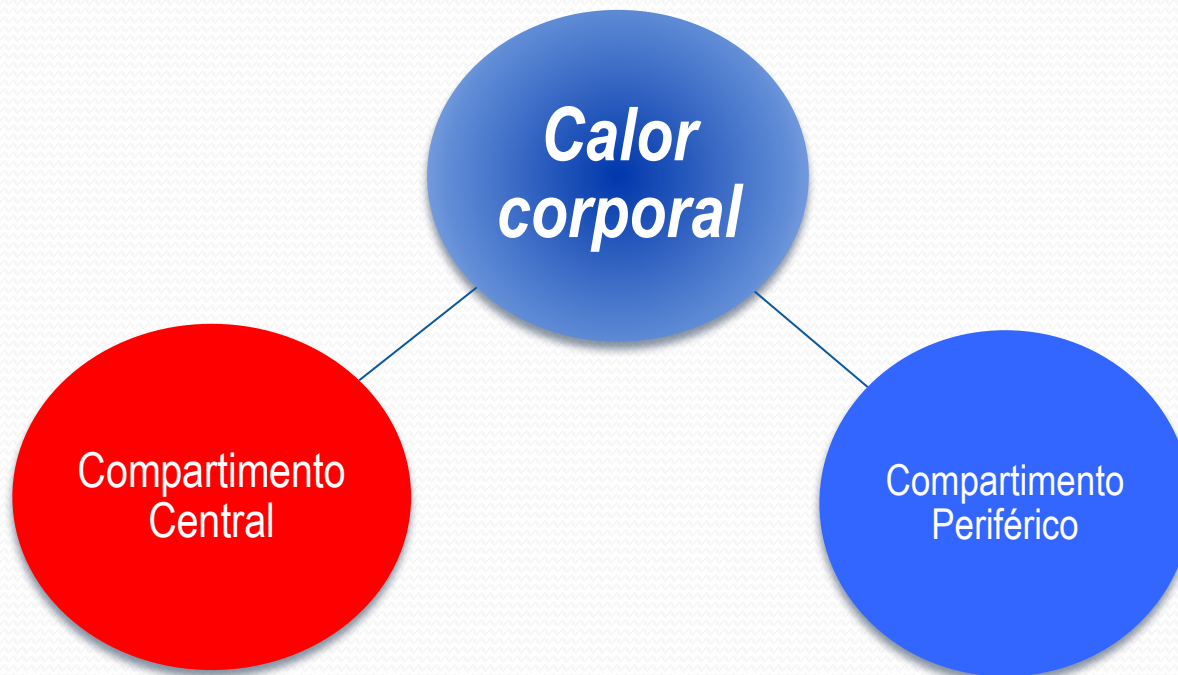 Calor
corporal
Compartimento
Central
Compartimento
Periférico